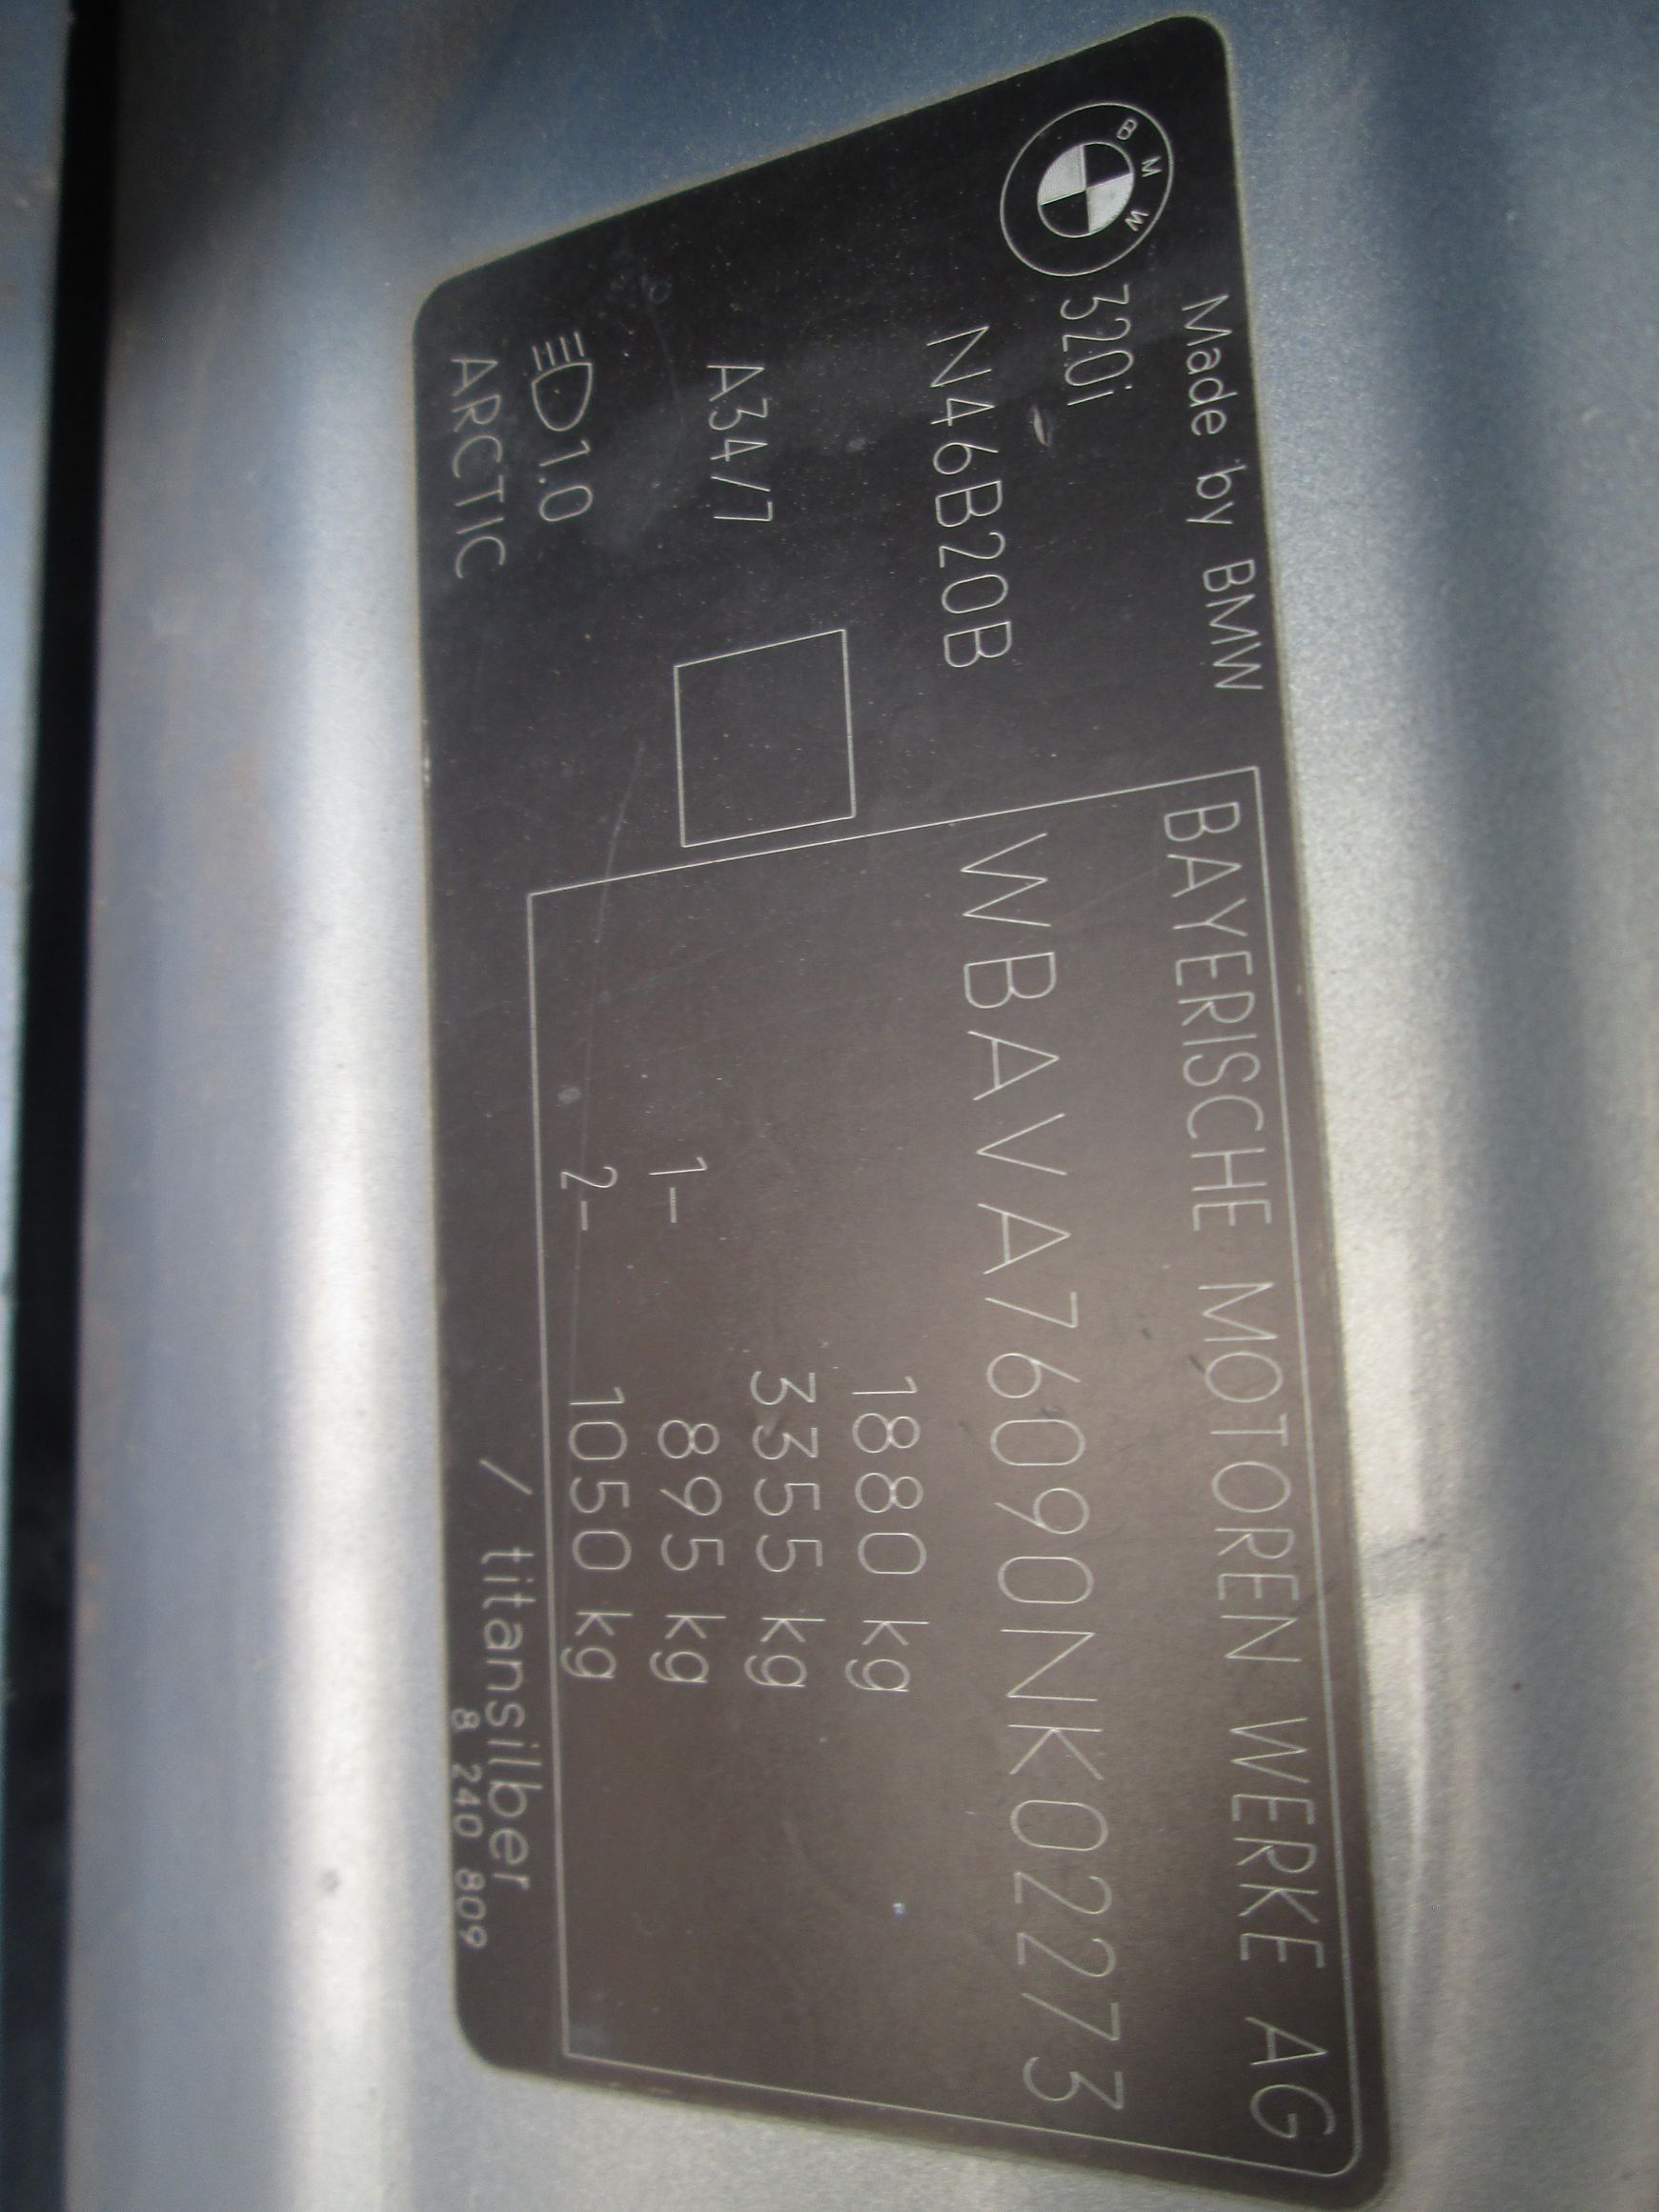 Made by BMW
BMW
320i
N46B20B
A34/7
1.0
ARCTIC
BAYERISCHE MOTOREN WERKE AG
WBAVA76090NK02273
1880 kg
3355 kg
1- 895 kg
2- 1050 kg
/ titansilber
8 240 809